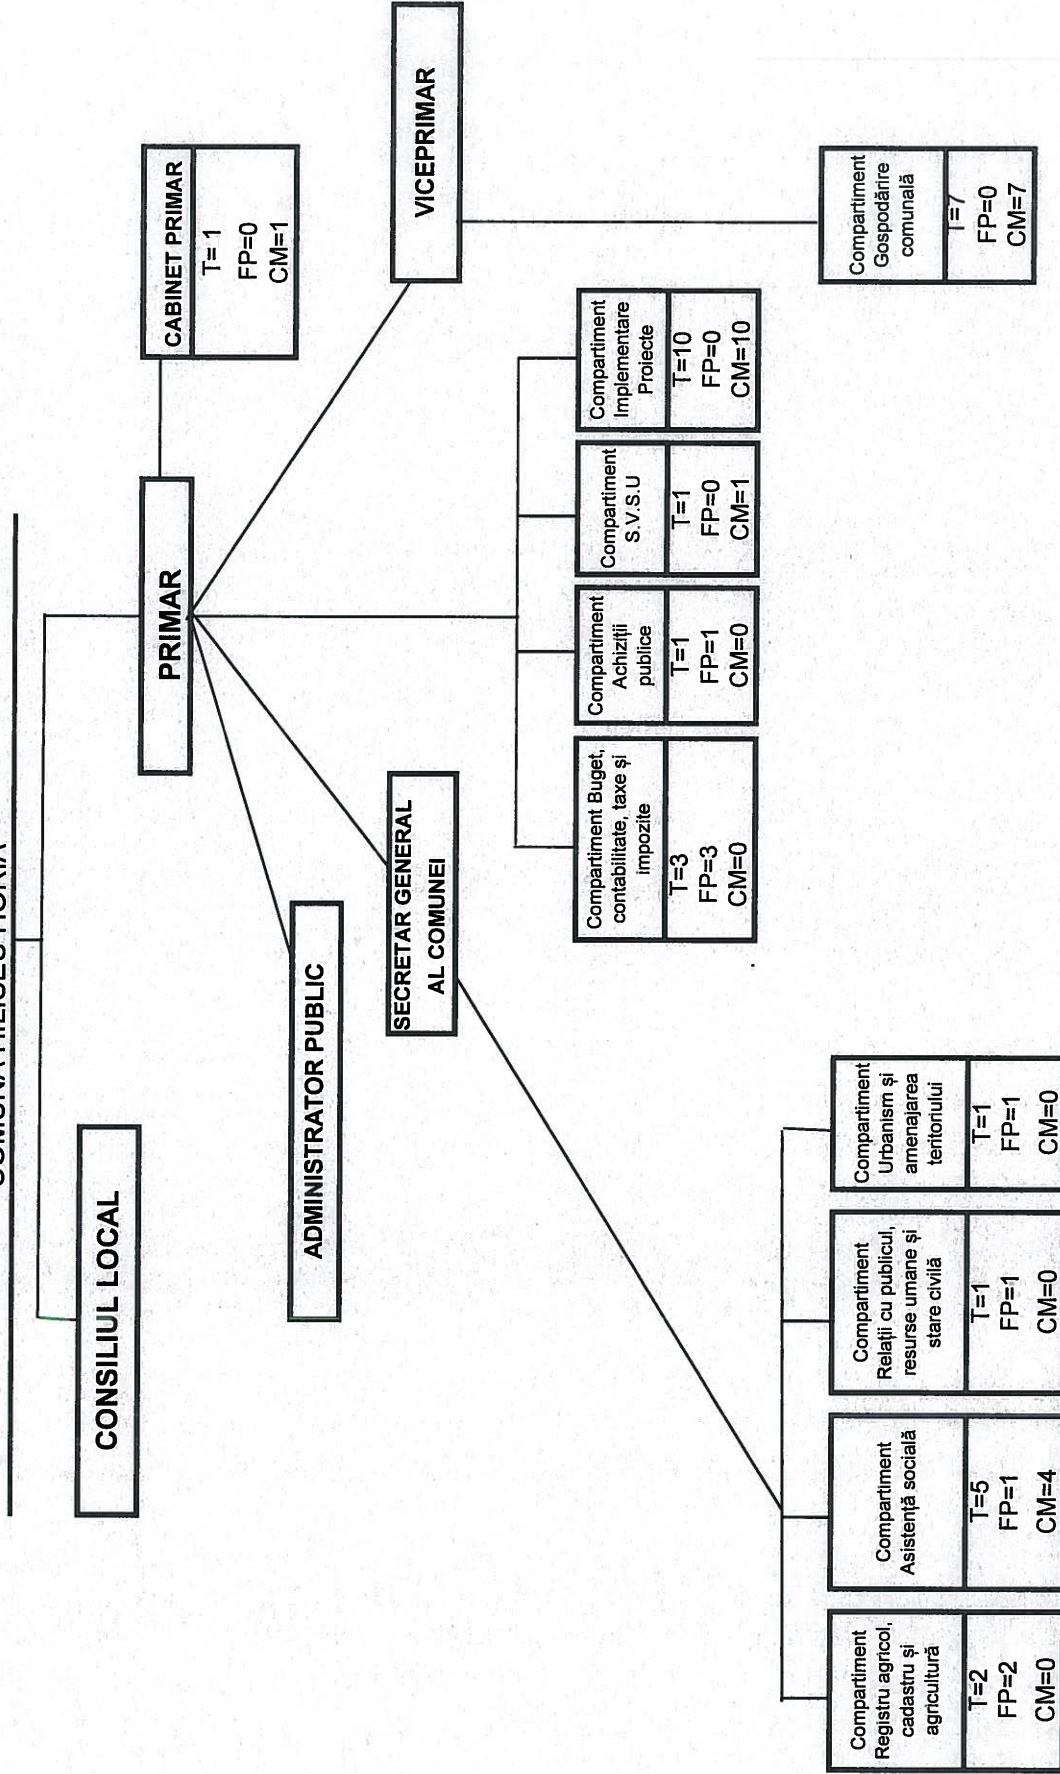 CONSILIUL LOCAL
PRIMAR
CABINET PRIMAR
T= 1
FP=0
CM=1
ADMINISTRATOR PUBLIC
SECRETAR GENERAL
AL COMUNEI
VICEPRIMAR
Compartiment Buget,
contabilitate, taxe și
impozite
T=3
FP=3
CM=0
Compartiment
Achiziții
publice
T=1
FP=1
CM=0
Compartiment
S.V.S.U
T=1
FP=0
CM=1
Compartiment
Implementare
Proiecte
T=10
FP=0
CM=10
Compartiment
Registru agricol,
cadastru și
agricultură
T=2
FP=2
CM=0
Compartiment
Asistență socială
T=5
FP=1
CM=4
Compartiment
Relații cu publicul,
resurse umane și
stare civilă
T=1
FP=1
CM=0
Compartiment
Urbanism și
amenajarea
teritoriului
T=1
FP=1
CM=0
Compartiment
Gospodărire
comunală
T=7
FP=0
CM=7